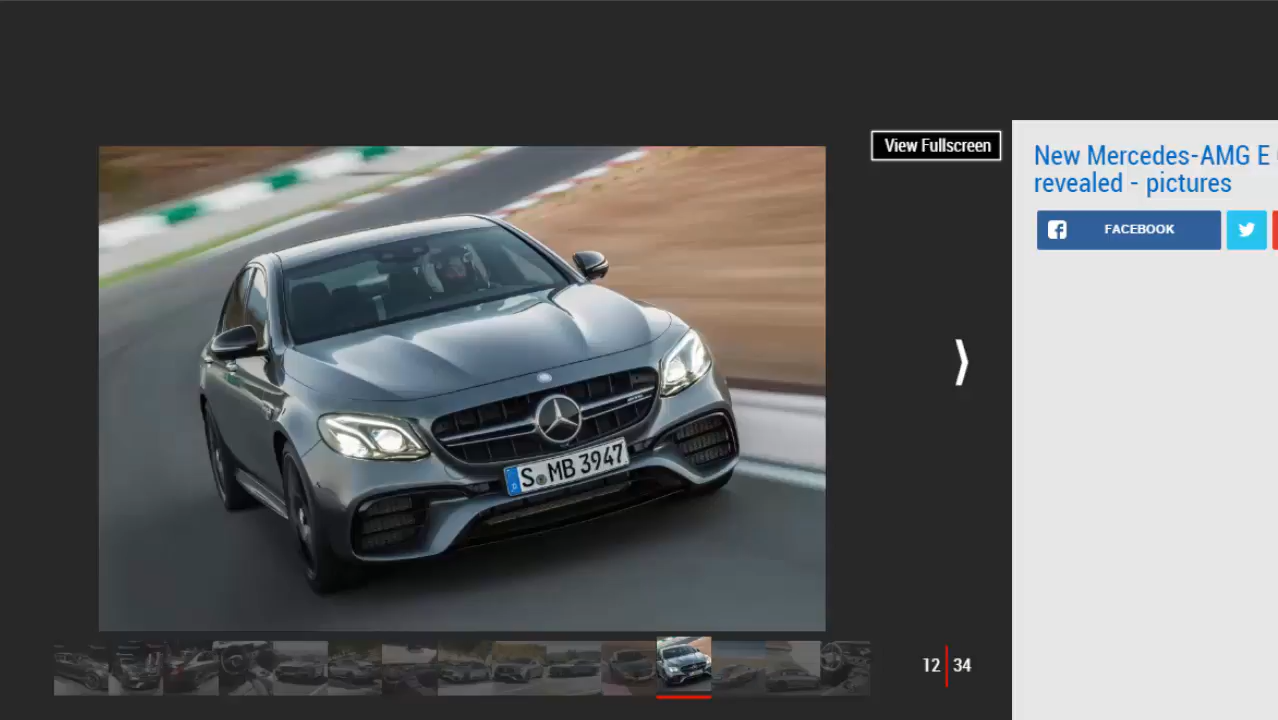 View Fullscreen
New Mercedes-AMG E
revealed - pictures
FACEBOOK
S MB 3947
12 34